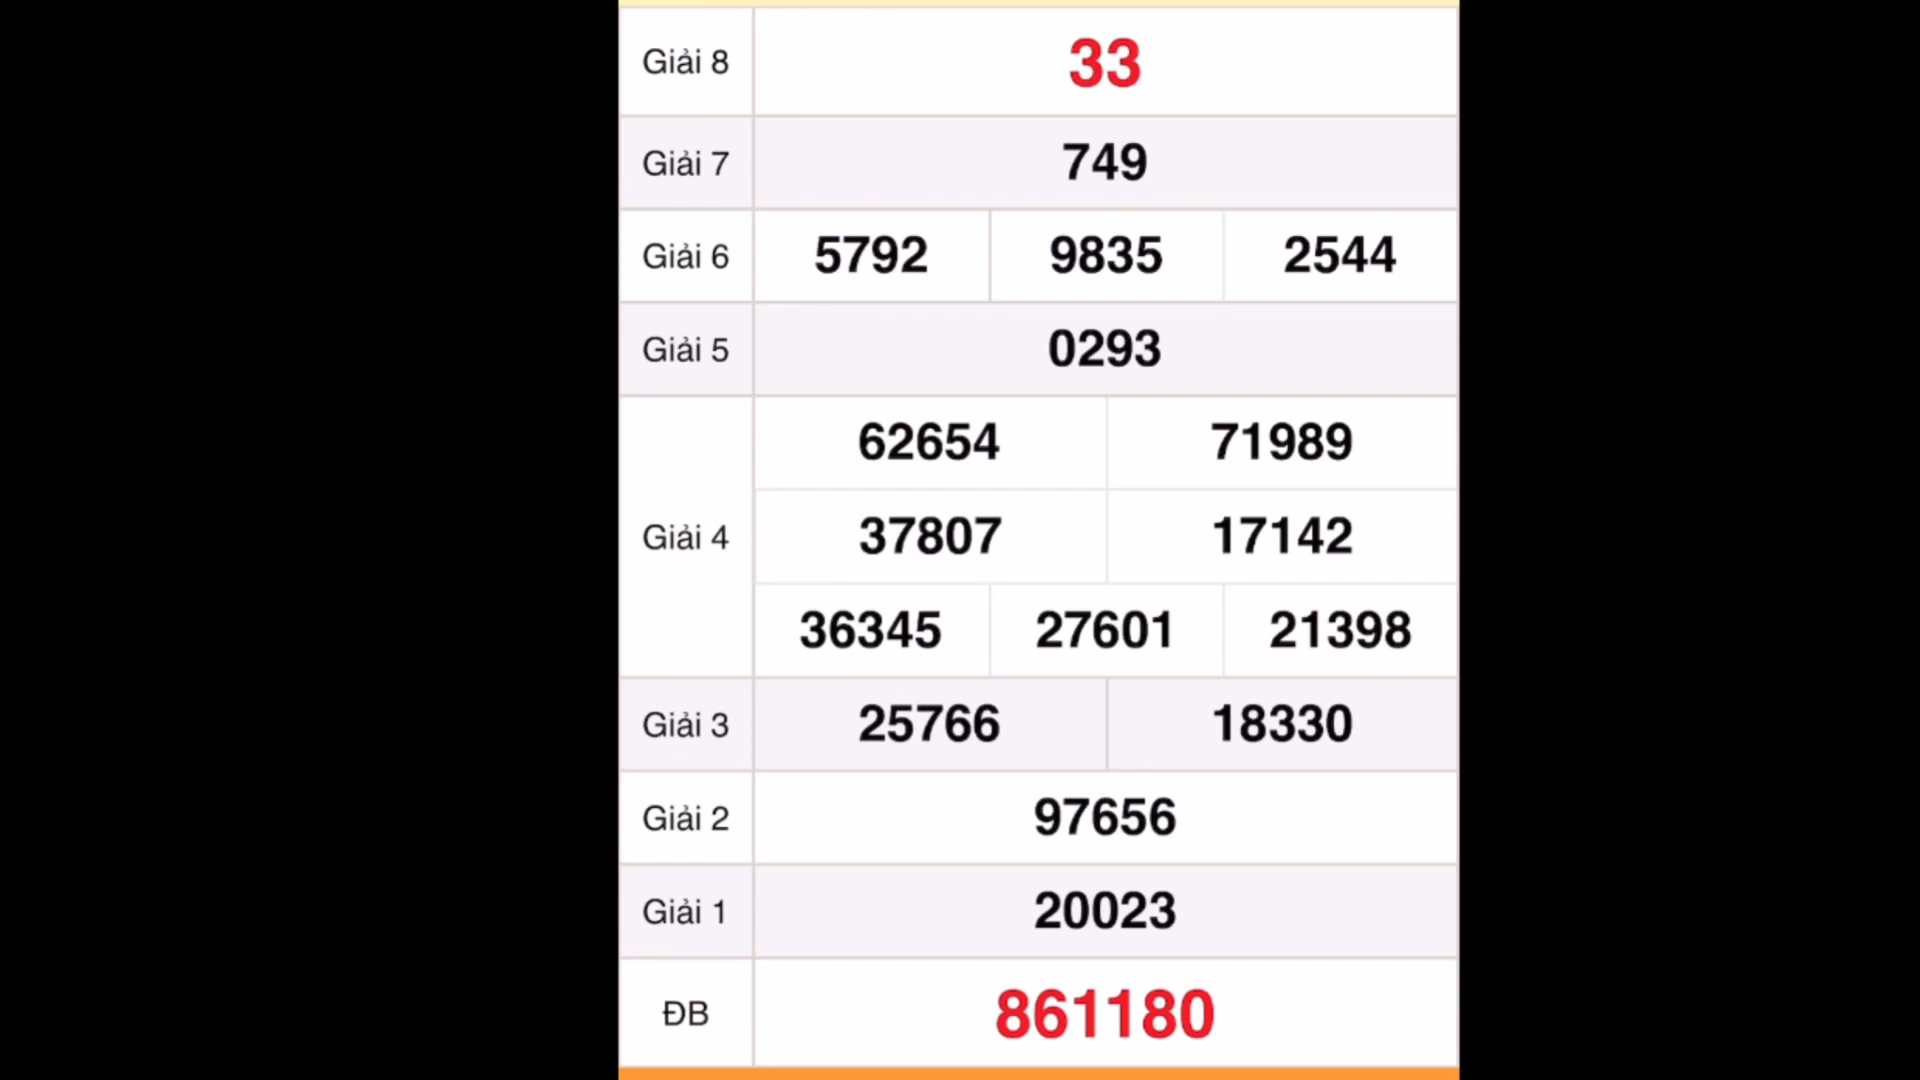 Giải 8 33
Giải 7 749
Giải 6 5792 9835 2544
Giải 5 0293
62654 71989
Giải 4 37807 17142
36345 27601 21398
Giải 3 25766 18330
Giải 2 97656
Giải 1 20023
ĐB 861180